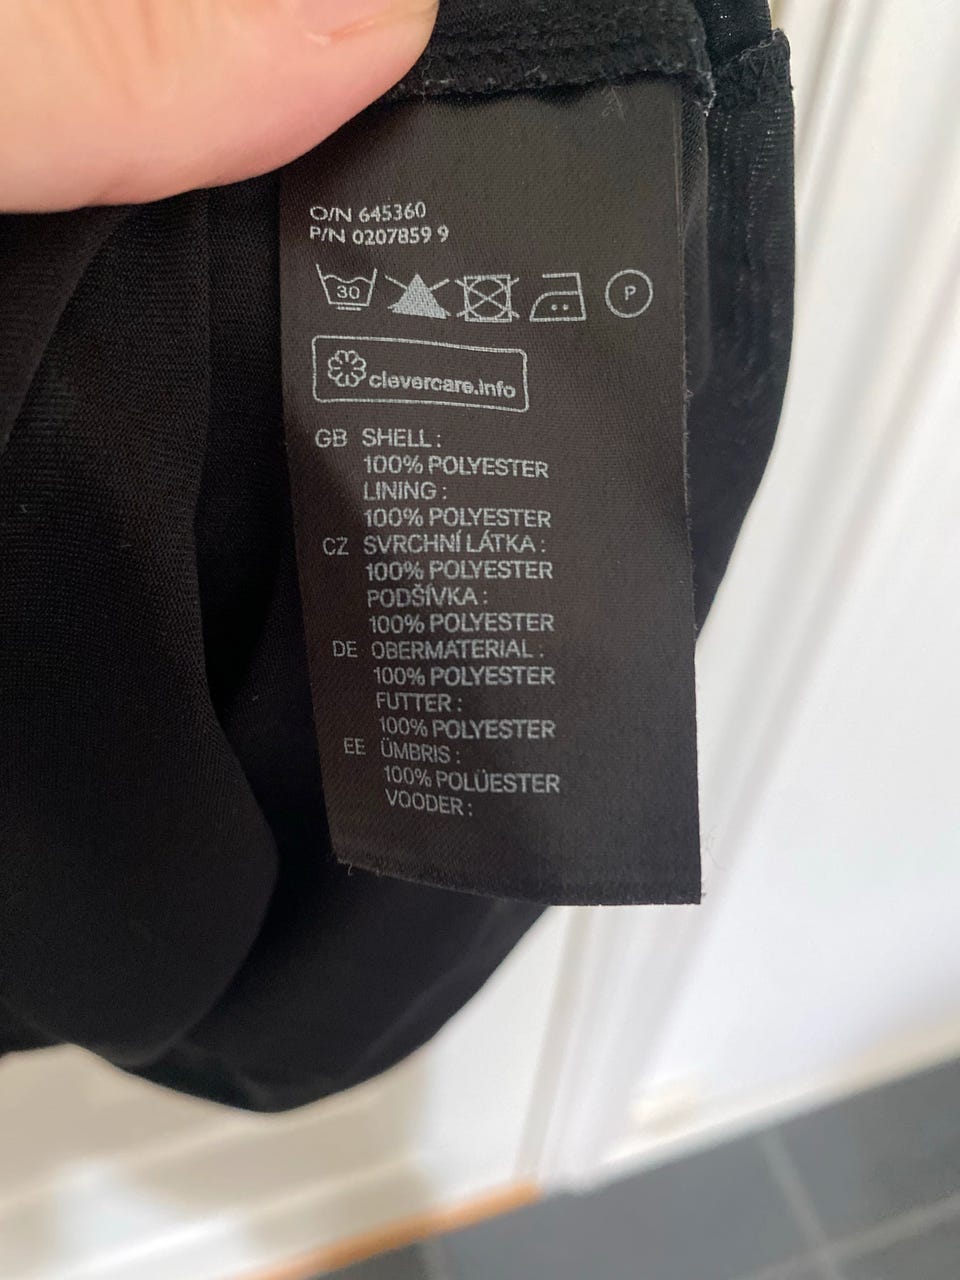 O/N 645360
P/N 0207859 9
30 P
clevercare.info
GB SHELL:
100% POLYESTER
LINING:
100% POLYESTER
CZ SVRCHNÍ LÁTKA:
100% POLYESTER
PODŠÍVKA:
100% POLYESTER
DE OBERMATERIAL:
100% POLYESTER
FUTTER:
100% POLYESTER
EE ÜMBRIS:
100% POLÜESTER
VOODER: